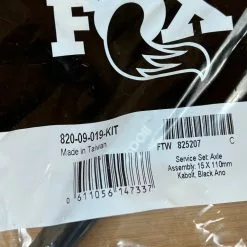 FOX
820-09-019-KIT
Made in Taiwan
FTW 825207 C
Service Set: Axle
Assembly: 15 X 110mm
Kabolt, Black Ano
0 611056 147337